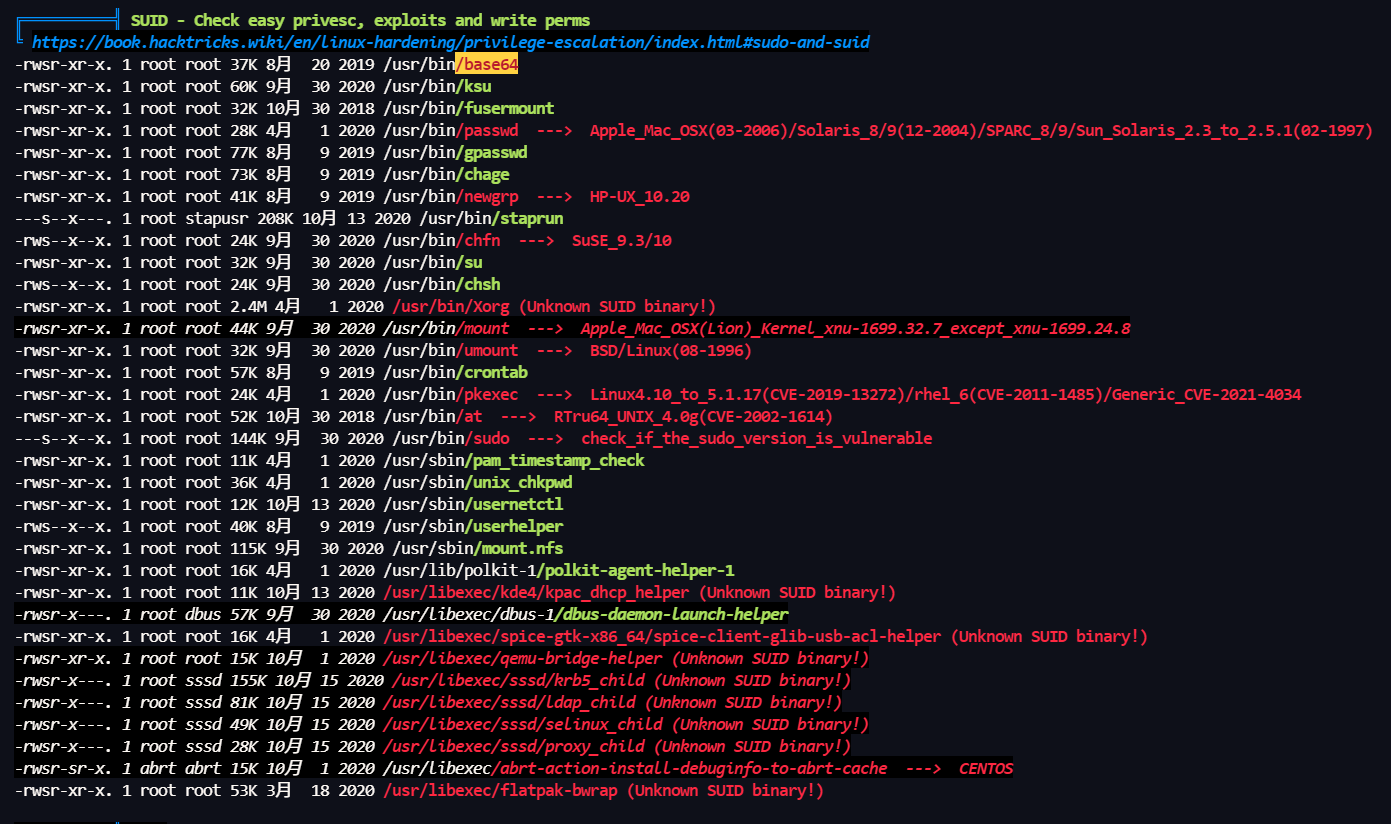 SUID - Check easy privesc, exploits and write perms
https://book.hacktricks.wiki/en/linux-hardening/privilege-escalation/index.html#sudo-and-suid
-rwsr-xr-x. 1 root root 37K 8月  20 2019 /usr/bin/base64
-rwsr-xr-x. 1 root root 60K 9月  30 2020 /usr/bin/ksu
-rwsr-xr-x. 1 root root 32K 10月 30 2018 /usr/bin/fusermount
-rwsr-xr-x. 1 root root 28K 4月   1 2020 /usr/bin/passwd  --->  Apple_Mac_OSX(03-2006)/Solaris_8/9(12-2004)/SPARC_8/9/Sun_Solaris_2.3_to_2.5.1(02-1997)
-rwsr-xr-x. 1 root root 77K 8月   9 2019 /usr/bin/gpasswd
-rwsr-xr-x. 1 root root 73K 8月   9 2019 /usr/bin/chage
-rwsr-xr-x. 1 root root 41K 8月   9 2019 /usr/bin/newgrp  --->  HP-UX_10.20
---s--x---. 1 root stapusr 208K 10月 13 2020 /usr/bin/staprun
-rws--x--x. 1 root root 24K 9月  30 2020 /usr/bin/chfn  --->  SuSE_9.3/10
-rwsr-xr-x. 1 root root 32K 9月  30 2020 /usr/bin/su
-rws--x--x. 1 root root 24K 9月  30 2020 /usr/bin/chsh
-rwsr-xr-x. 1 root root 2.4M 4月   1 2020 /usr/bin/Xorg (Unknown SUID binary!)
-rwsr-xr-x. 1 root root 44K 9月  30 2020 /usr/bin/mount  --->  Apple_Mac_OSX(Lion)_Kernel_xnu-1699.32.7_except_xnu-1699.24.8
-rwsr-xr-x. 1 root root 32K 9月  30 2020 /usr/bin/umount  --->  BSD/Linux(08-1996)
-rwsr-xr-x. 1 root root 57K 8月   9 2019 /usr/bin/crontab
-rwsr-xr-x. 1 root root 24K 4月   1 2020 /usr/bin/pkexec  --->  Linux4.10_to_5.1.17(CVE-2019-13272)/rhel_6(CVE-2011-1485)/Generic_CVE-2021-4034
-rwsr-xr-x. 1 root root 52K 10月 30 2018 /usr/bin/at  --->  RTru64_UNIX_4.0g(CVE-2002-1614)
---s--x--x. 1 root root 144K 9月  30 2020 /usr/bin/sudo  --->  check_if_the_sudo_version_is_vulnerable
-rwsr-xr-x. 1 root root 11K 4月   1 2020 /usr/sbin/pam_timestamp_check
-rwsr-xr-x. 1 root root 36K 4月   1 2020 /usr/sbin/unix_chkpwd
-rwsr-xr-x. 1 root root 12K 10月 13 2020 /usr/sbin/usernetctl
-rws--x--x. 1 root root 40K 8月   9 2019 /usr/sbin/userhelper
-rwsr-xr-x. 1 root root 115K 9月  30 2020 /usr/sbin/mount.nfs
-rwsr-xr-x. 1 root root 16K 4月   1 2020 /usr/lib/polkit-1/polkit-agent-helper-1
-rwsr-xr-x. 1 root root 11K 10月 13 2020 /usr/libexec/kde4/kpac_dhcp_helper (Unknown SUID binary!)
-rwsr-x---. 1 root dbus 57K 9月  30 2020 /usr/libexec/dbus-1/dbus-daemon-launch-helper
-rwsr-xr-x. 1 root root 16K 4月   1 2020 /usr/libexec/spice-gtk-x86_64/spice-client-glib-usb-acl-helper (Unknown SUID binary!)
-rwsr-xr-x. 1 root root 15K 10月  1 2020 /usr/libexec/qemu-bridge-helper (Unknown SUID binary!)
-rwsr-x---. 1 root sssd 155K 10月 15 2020 /usr/libexec/sssd/krb5_child (Unknown SUID binary!)
-rwsr-x---. 1 root sssd 81K 10月 15 2020 /usr/libexec/sssd/ldap_child (Unknown SUID binary!)
-rwsr-x---. 1 root sssd 49K 10月 15 2020 /usr/libexec/sssd/selinux_child (Unknown SUID binary!)
-rwsr-x---. 1 root sssd 28K 10月 15 2020 /usr/libexec/sssd/proxy_child (Unknown SUID binary!)
-rwsr-sr-x. 1 abrt abrt 15K 10月  1 2020 /usr/libexec/abrt-action-install-debuginfo-to-abrt-cache  --->  CENTOS
-rwsr-xr-x. 1 root root 53K 3月  18 2020 /usr/libexec/flatpak-bwrap (Unknown SUID binary!)